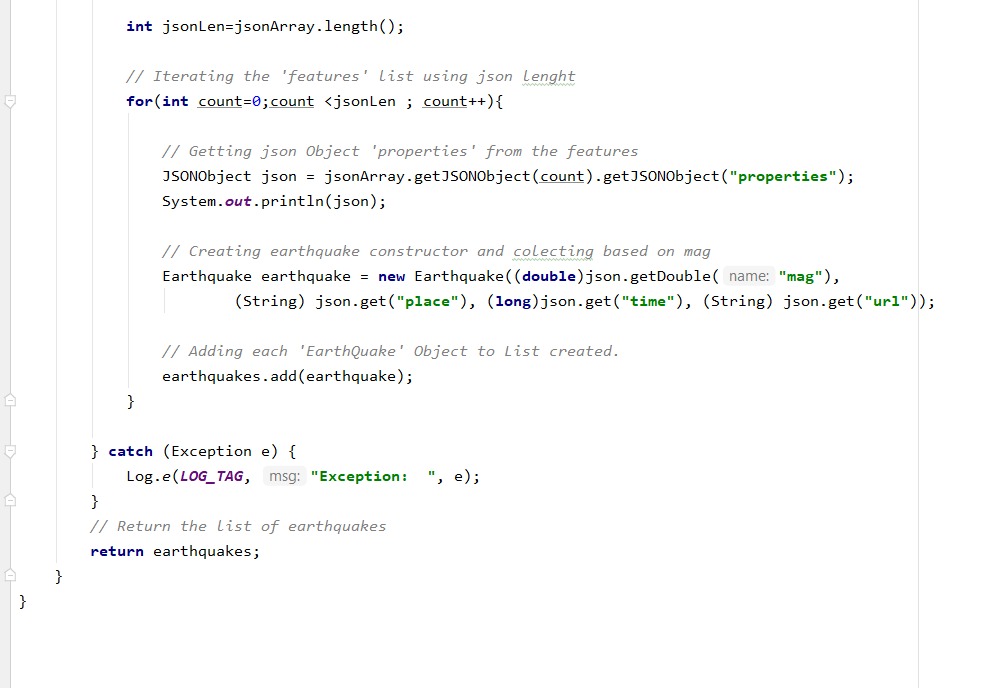 int jsonLen=jsonArray.length();
// Iterating the 'features' list using json lenght
for(int count=0;count <jsonLen ; count++){
// Getting json Object 'properties' from the features
JSONObject json = jsonArray.getJSONObject(count).getJSONObject("properties");
System.out.println(json);
// Creating earthquake constructor and colecting based on mag
Earthquake earthquake = new Earthquake((double)json.getDouble( name: "mag"),
(String) json.get("place"), (long)json.get("time"), (String) json.get("url"));
// Adding each 'EarthQuake' Object to List created.
earthquakes.add(earthquake);
}
} catch (Exception e) {
Log.e(LOG_TAG, msg: "Exception:  ", e);
}
// Return the list of earthquakes
return earthquakes;
}
}